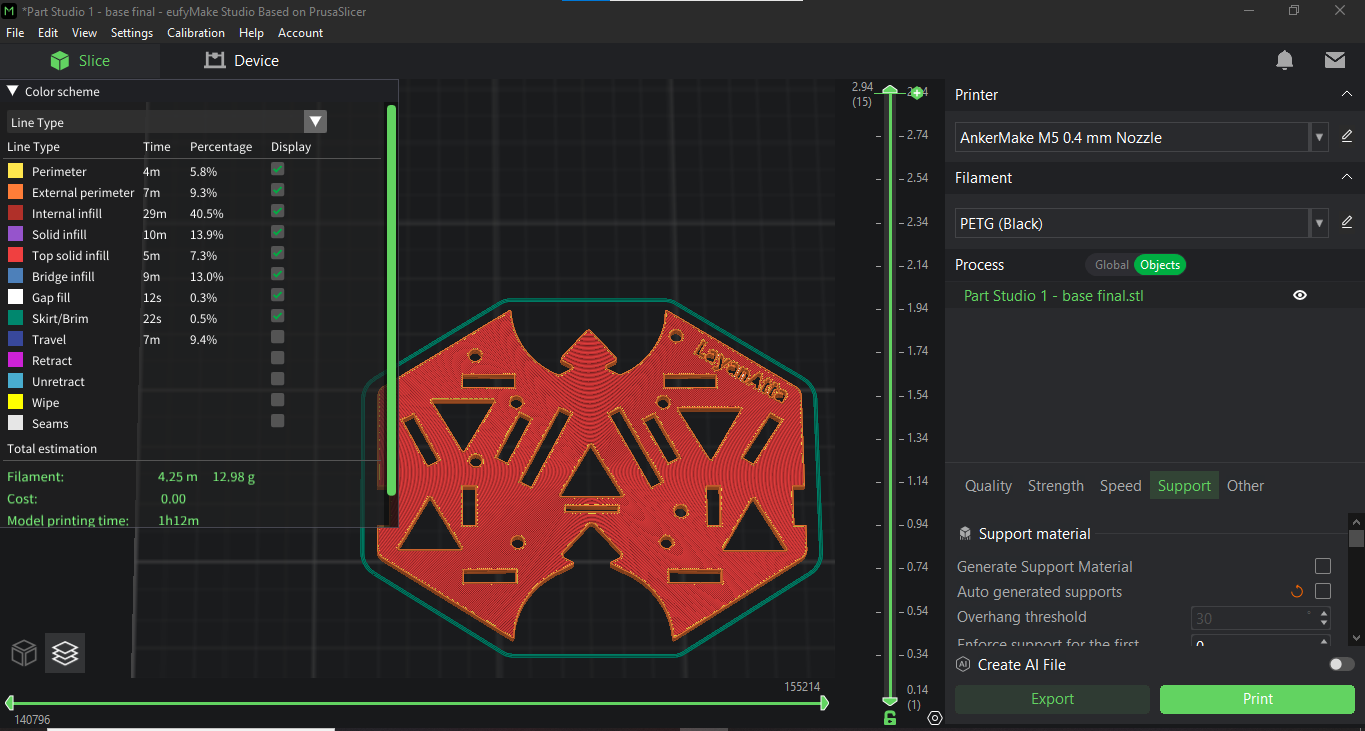 *Part Studio 1 - base final - eufyMake Studio Based on PrusaSlicer
File Edit View Settings Calibration Help Account
Slice Device
Color scheme
Line Type
Line Type Time Percentage Display
Perimeter 4m 5.8%
External perimeter 7m 9.3%
Internal infill 29m 40.5%
Solid infill 10m 13.9%
Top solid infill 5m 7.3%
Bridge infill 9m 13.0%
Gap fill 12s 0.3%
Skirt/Brim 22s 0.5%
Travel 7m 9.4%
Retract
Unretract
Wipe
Seams
Total estimation
Filament: 4.25 m 12.98 g
Cost: 0.00
Model printing time: 1h12m
LayanAtta
2.94
(15)
2.74
2.54
2.34
2.14
1.94
1.74
1.54
1.34
1.14
0.94
0.74
0.54
0.34
0.14
(1)
155214
140796
Printer
AnkerMake M5 0.4 mm Nozzle
Filament
PETG (Black)
Process Global Objects
Part Studio 1 - base final.stl
Quality Strength Speed Support Other
Support material
Generate Support Material
Auto generated supports
Overhang threshold 30 °
Enforce support for the first 0
AI Create AI File
Export Print